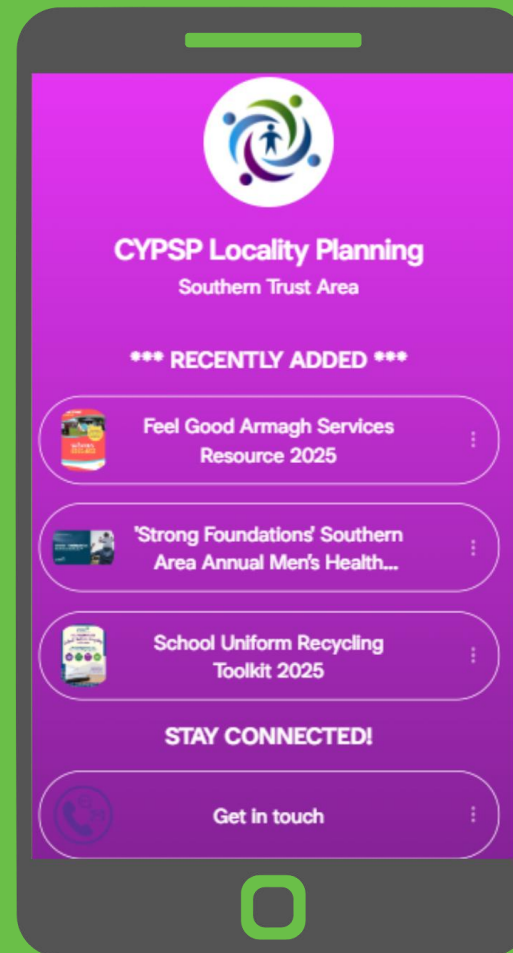 CYPSP Locality Planning
Southern Trust Area
*** RECENTLY ADDED ***
Feel Good Armagh Services
Resource 2025
'Strong Foundations' Southern
Area Annual Men's Health...
School Uniform Recycling
Toolkit 2025
STAY CONNECTED!
Get in touch